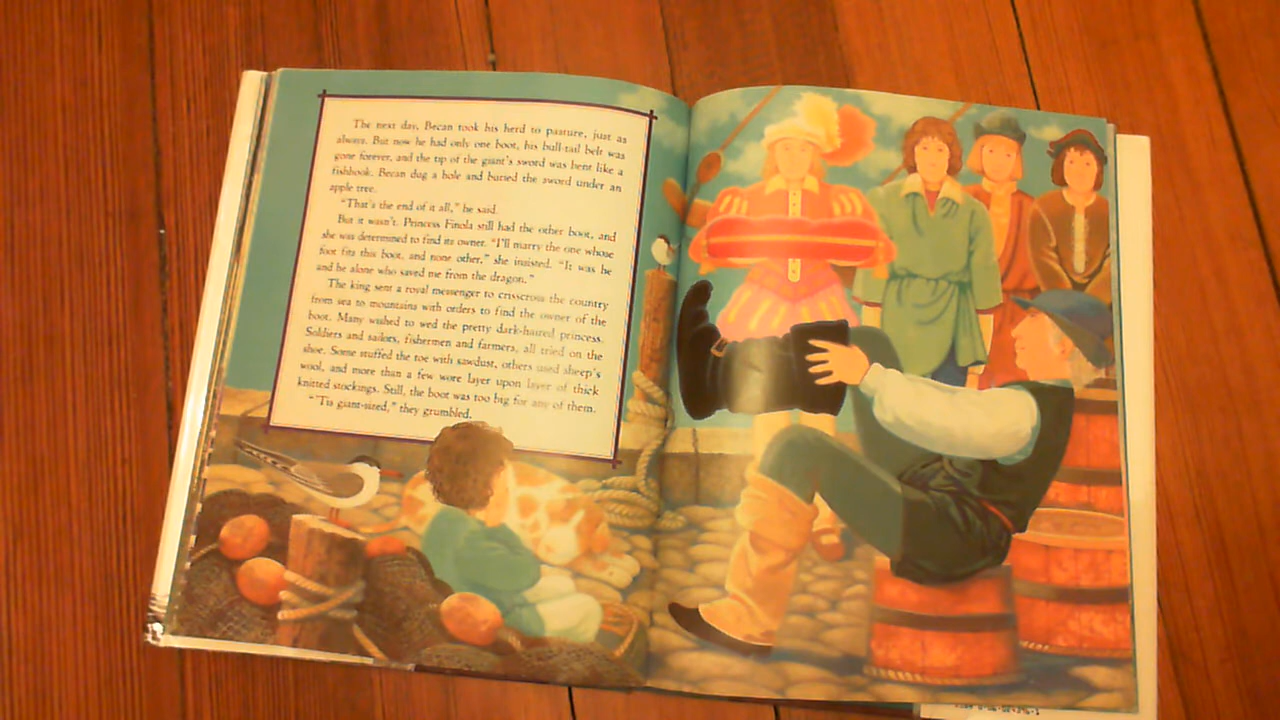 The next day, Becan took his herd to pasture, just as
always. But now he had only one boot, his bull-tail belt was
gone forever, and the tip of the giant's sword was bent like a
fishhook. Becan dug a hole and buried the sword under an
apple tree.
"That's the end of it all," he said.
But it wasn't. Princess Finola still had the other boot, and
she was determined to find its owner. "I'll marry the one whose
foot fits this boot, and none other," she insisted. "It was he
and he alone who saved me from the dragon."
The king sent a royal messenger to crisscross the country
from sea to mountains with orders to find the owner of the
boot. Many wished to wed the pretty dark-haired princess.
Soldiers and sailors, fishermen and farmers, all tried on the
shoe. Some stuffed the toe with sawdust, others used sheep's
wool, and more than a few wore layer upon layer of thick
knitted stockings. Still, the boot was too big for any of them.
"'Tis giant-sized," they grumbled.